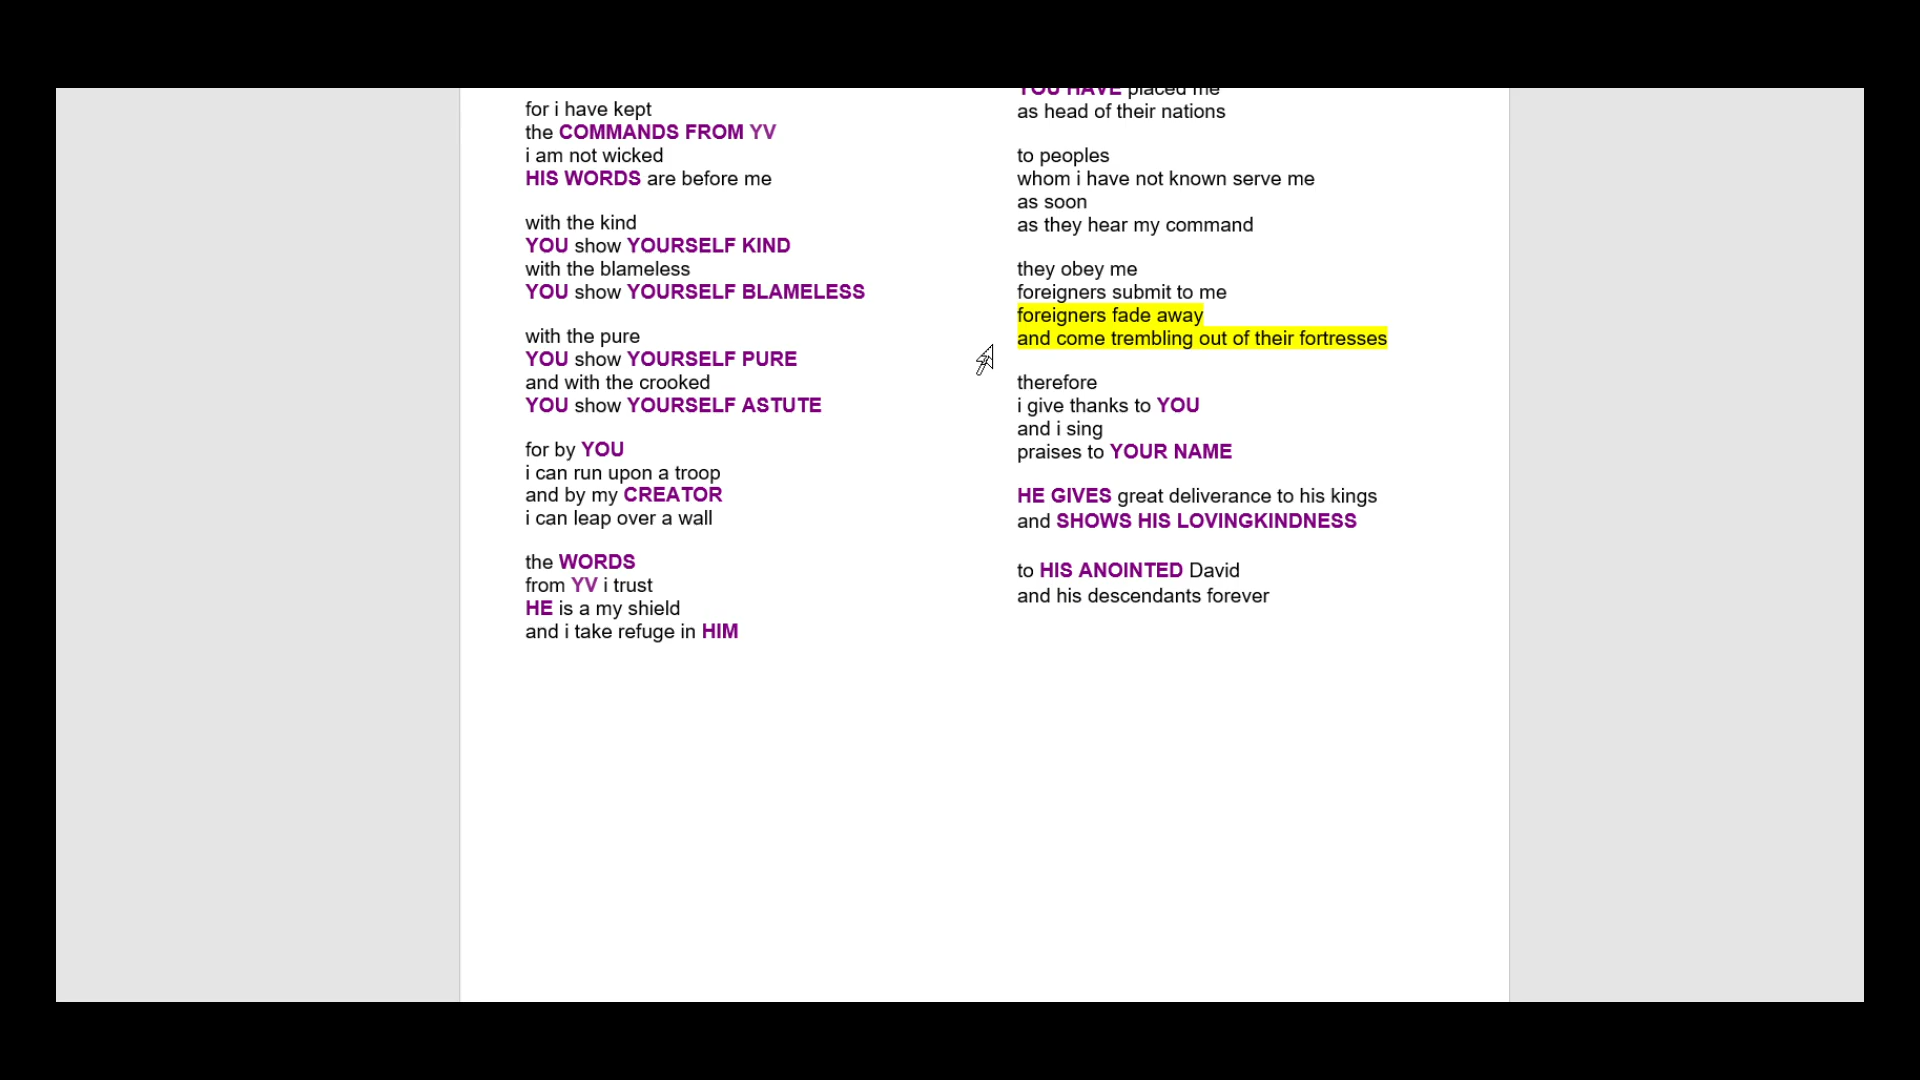 for i have kept
the COMMANDS FROM YV
i am not wicked
HIS WORDS are before me
with the kind
YOU show YOURSELF KIND
with the blameless
YOU show YOURSELF BLAMELESS
with the pure
YOU show YOURSELF PURE
and with the crooked
YOU show YOURSELF ASTUTE
for by YOU
i can run upon a troop
and by my CREATOR
i can leap over a wall
the WORDS
from YV i trust
HE is a my shield
and i take refuge in HIM
YOU HAVE placed me
as head of their nations
to peoples
whom i have not known serve me
as soon
as they hear my command
they obey me
foreigners submit to me
foreigners fade away
and come trembling out of their fortresses
therefore
i give thanks to YOU
and i sing
praises to YOUR NAME
HE GIVES great deliverance to his kings
and SHOWS HIS LOVINGKINDNESS
to HIS ANOINTED David
and his descendants forever